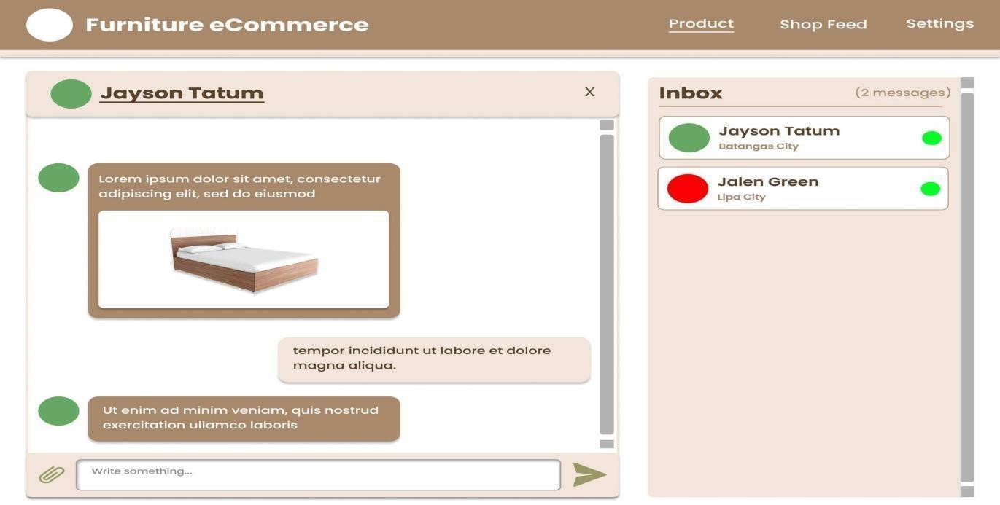 Furniture eCommerce
Product
Shop Feed
Settings
Jayson Tatum
X
Lorem ipsum dolor sit amet, consectetur
adipiscing elit, sed do eiusmod
tempor incididunt ut labore et dolore
magna aliqua.
Ut enim ad minim veniam, quis nostrud
exercitation ullamco laboris
Write something...
Inbox
(2 messages)
Jayson Tatum
Batangas City
Jalen Green
Lipa City